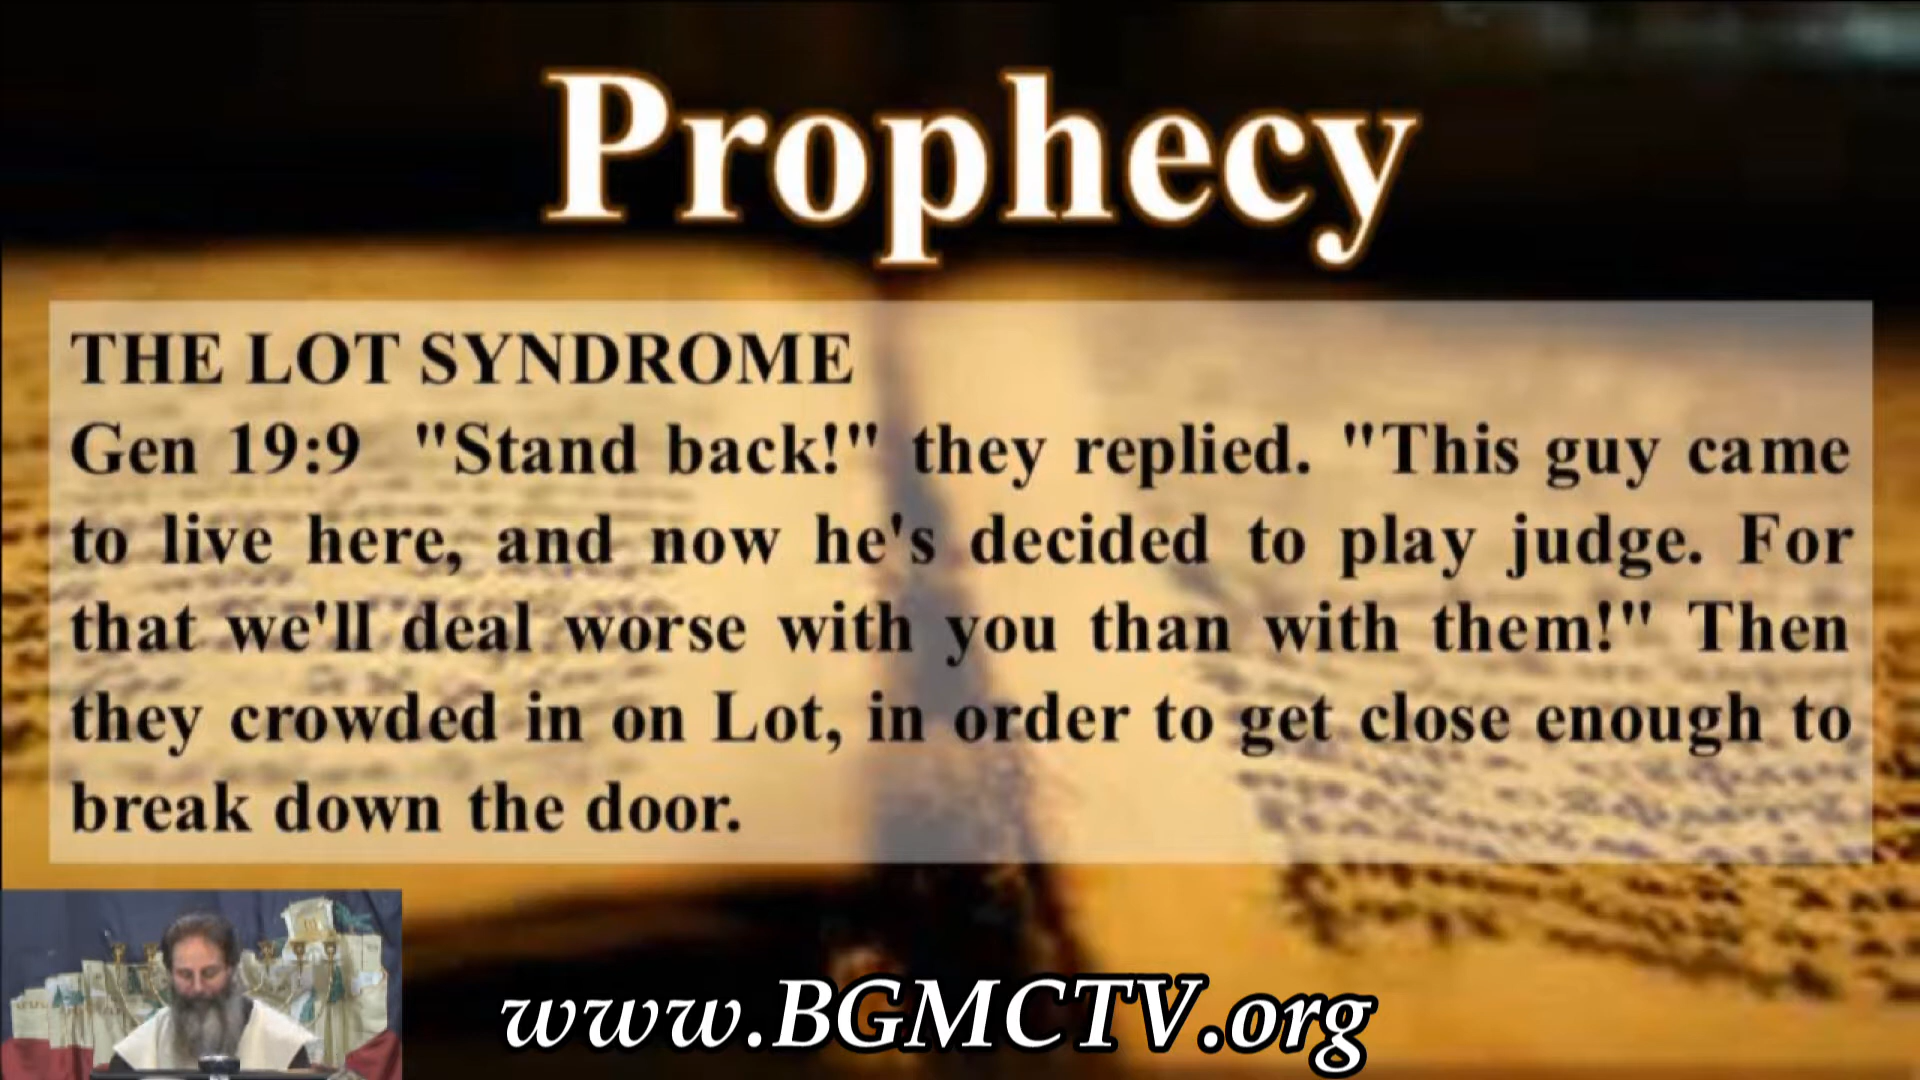 Prophecy
THE LOT SYNDROME
Gen 19:9  "Stand back!" they replied. "This guy came
to live here, and now he's decided to play judge. For
that we'll deal worse with you than with them!" Then
they crowded in on Lot, in order to get close enough to
break down the door.
www.BGMCTV.org